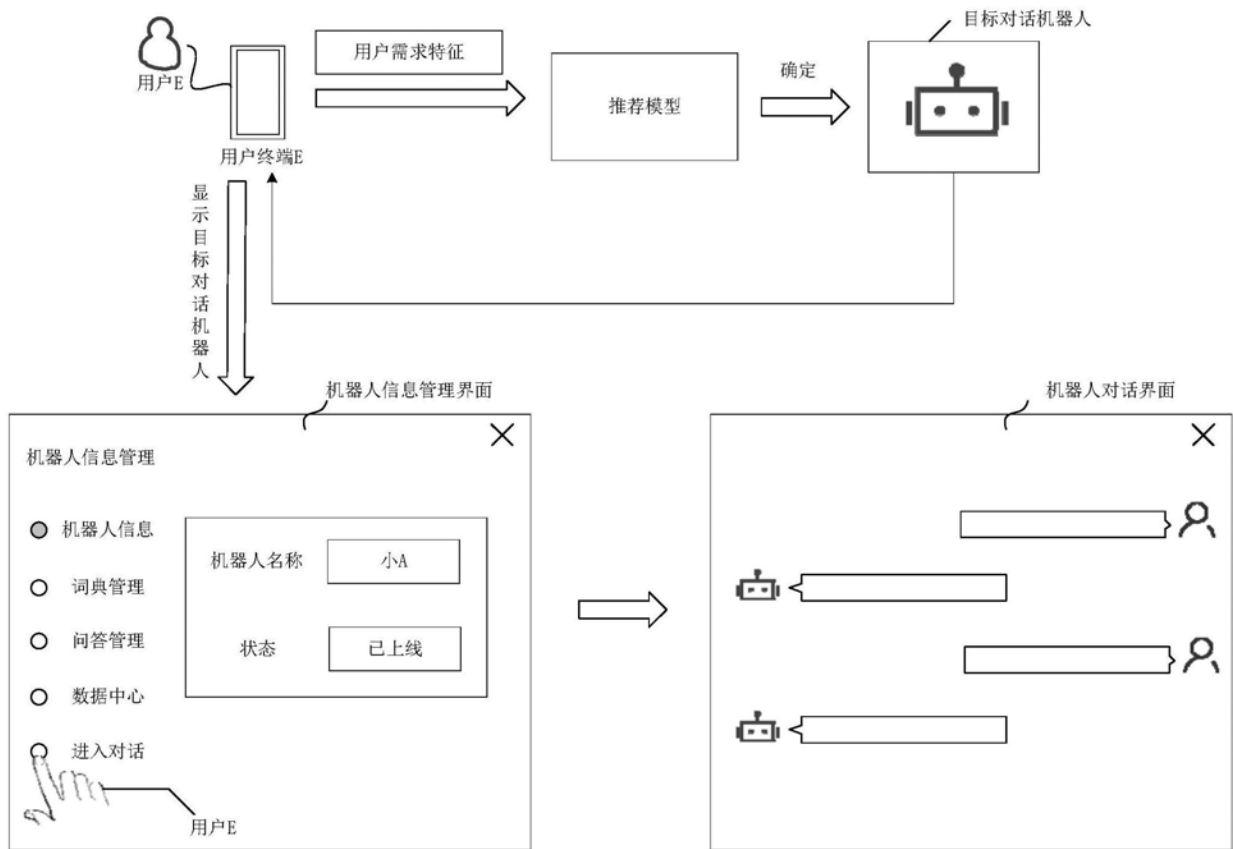 目标对话机器人
用户需求特征
确定
用户E
推荐模型
用户终端E
显示目标对话机器人
机器人信息管理界面
机器人对话界面
机器人信息管理
机器人信息
机器人名称
小A
词典管理
问答管理
状态
已上线
数据中心
进入对话
用户E